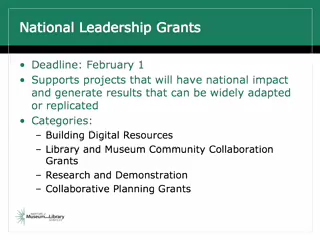 National Leadership Grants
• Deadline: February 1
• Supports projects that will have national impact
and generate results that can be widely adapted
or replicated
• Categories:
– Building Digital Resources
– Library and Museum Community Collaboration
Grants
– Research and Demonstration
– Collaborative Planning Grants
Museum and Library